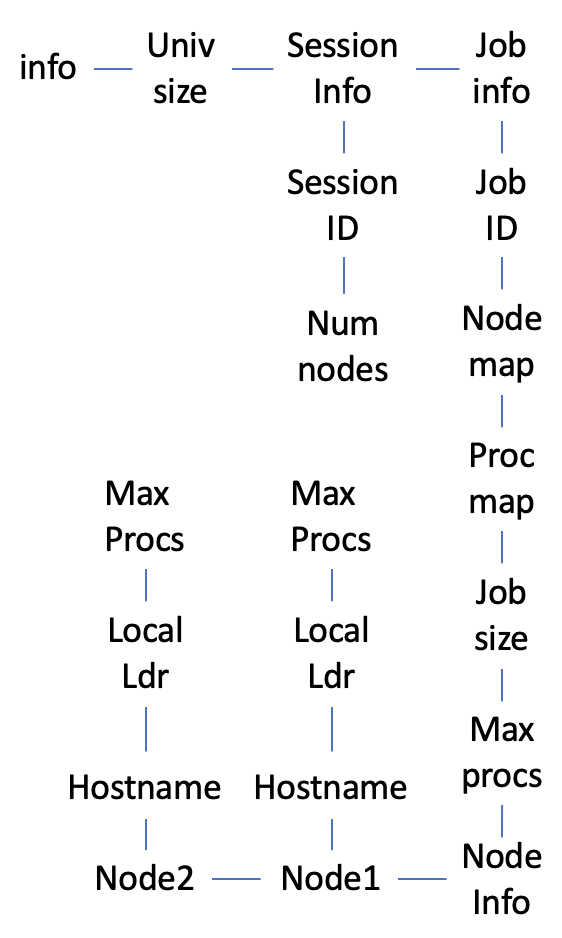 info
Univ
size
Session
Info
Job
info
Session
ID
Job
ID
Num
nodes
Node
map
Proc
map
Max
Procs
Max
Procs
Job
size
Local
Ldr
Local
Ldr
Max
procs
Hostname
Hostname
Node2
Node1
Node
Info